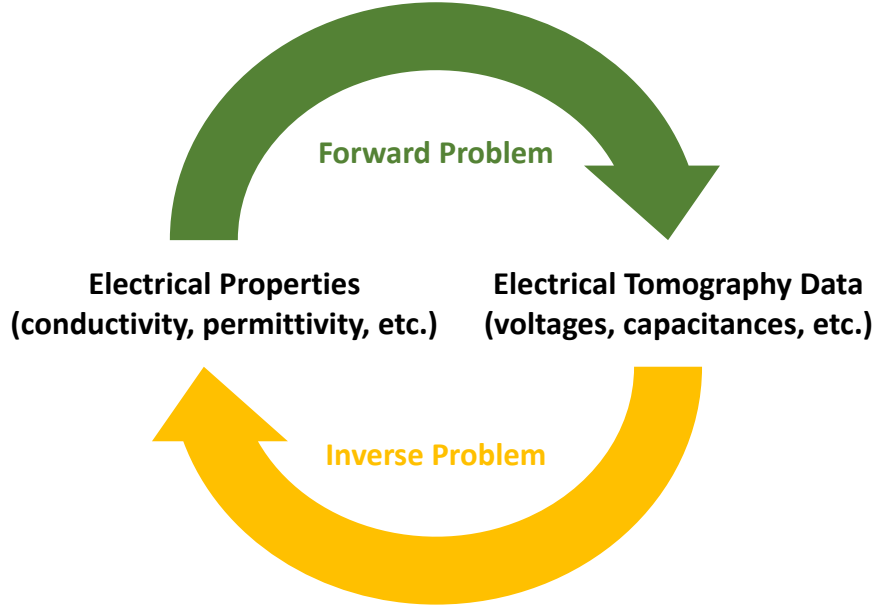 Forward Problem
Electrical Properties
(conductivity, permittivity, etc.)
Electrical Tomography Data
(voltages, capacitances, etc.)
Inverse Problem